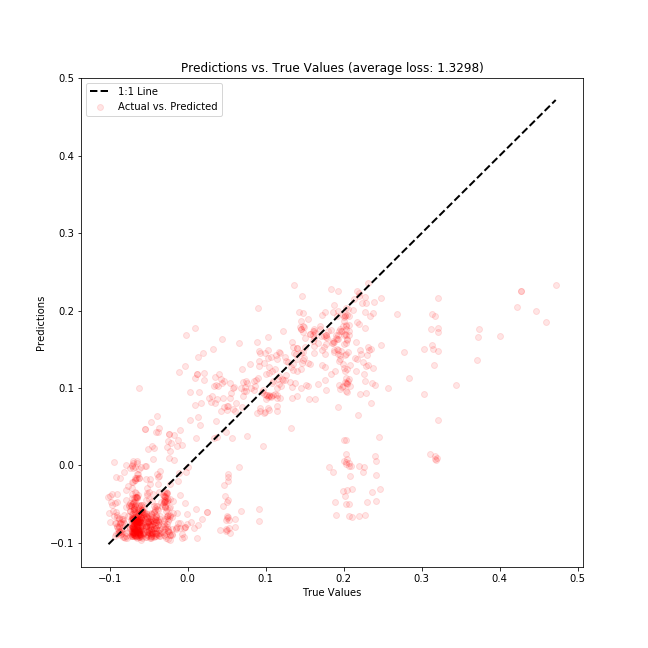 Predictions vs. True Values (average loss: 1.3298)
0.5
1:1 Line
Actual vs. Predicted
0.4
0.3
0.2
0.1
0.0
−0.1
Predictions
−0.1 0.0 0.1 0.2 0.3 0.4 0.5
True Values